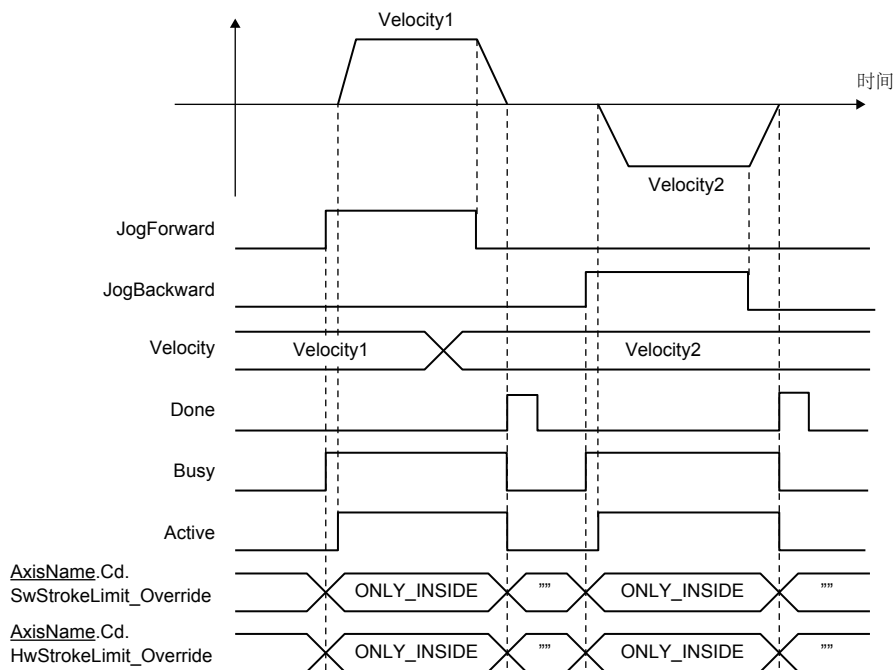 Velocity1
时间
Velocity2
JogForward
JogBackward
Velocity
Velocity1
Velocity2
Done
Busy
Active
AxisName.Cd.
SwStrokeLimit_Override
ONLY_INSIDE
""
ONLY_INSIDE
""
AxisName.Cd.
HwStrokeLimit_Override
ONLY_INSIDE
""
ONLY_INSIDE
""